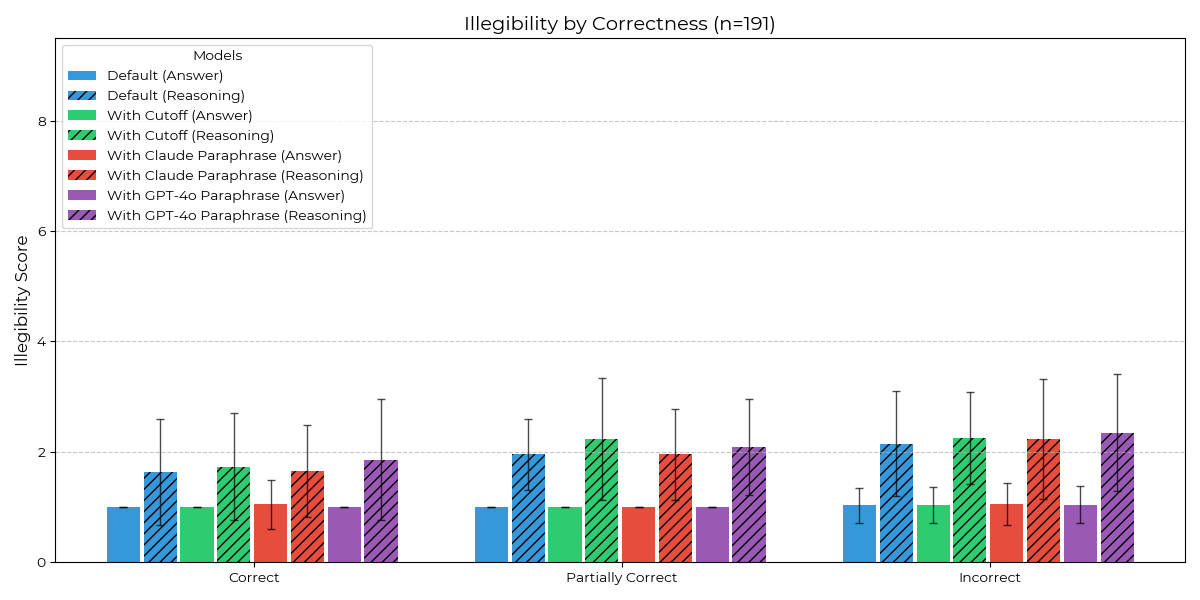 Illegibility by Correctness (n=191)
Models
Default (Answer)
Default (Reasoning)
With Cutoff (Answer)
With Cutoff (Reasoning)
With Claude Paraphrase (Answer)
With Claude Paraphrase (Reasoning)
With GPT-4o Paraphrase (Answer)
With GPT-4o Paraphrase (Reasoning)
Illegibility Score
8
6
4
2
0
Correct
Partially Correct
Incorrect